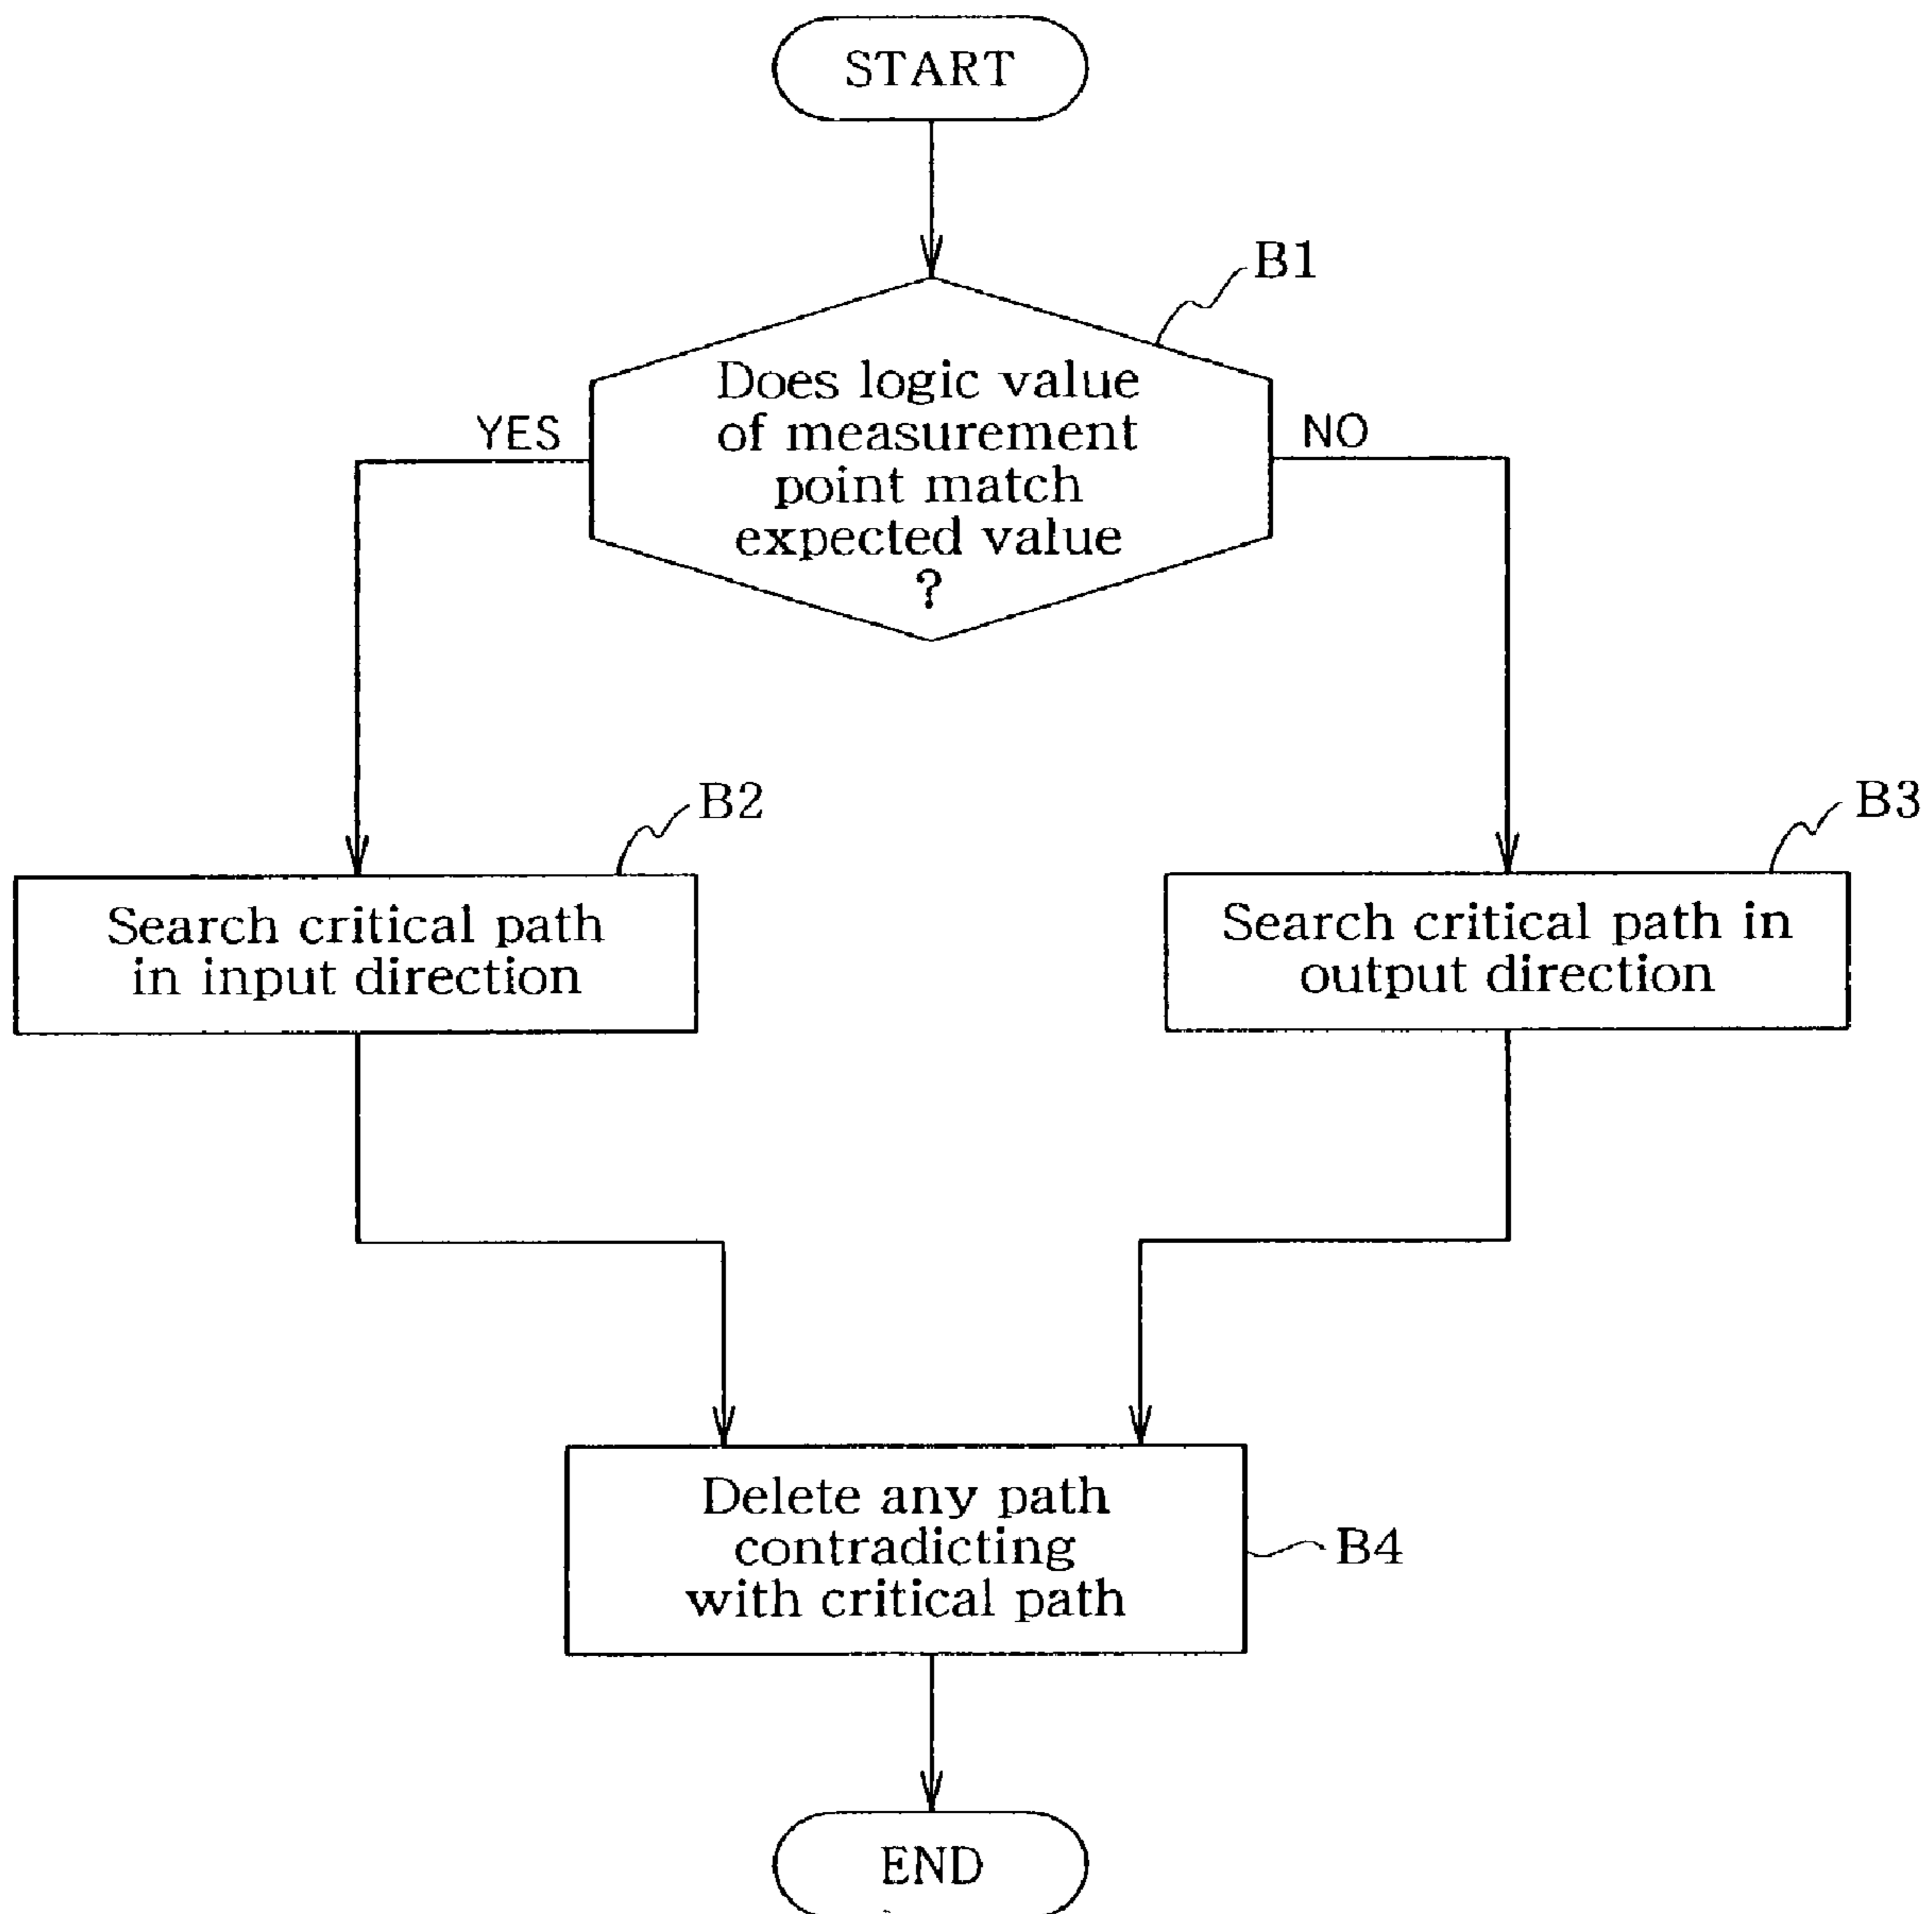 START
B1
Does logic value
of measurement
point match
expected value
?
YES
NO
B2
B3
Search critical path
in input direction
Search critical path in
output direction
Delete any path
contradicting
with critical path
B4
END